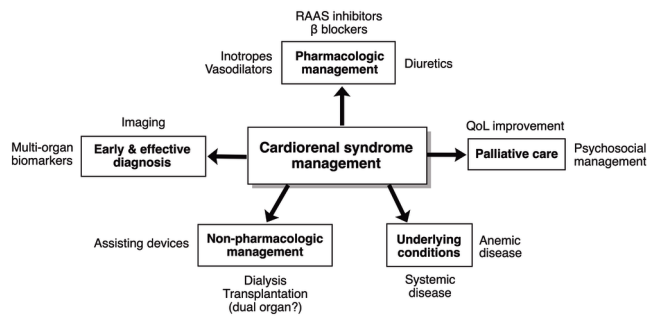 RAAS inhibitors
β blockers
Inotropes
Vasodilators
Pharmacologic
management
Diuretics
Imaging
Multi-organ
biomarkers
Early & effective
diagnosis
Cardiorenal syndrome
management
QoL improvement
Palliative care
Psychosocial
management
Assisting devices
Non-pharmacologic
management
Dialysis
Transplantation
(dual organ?)
Underlying
conditions
Anemic
disease
Systemic
disease